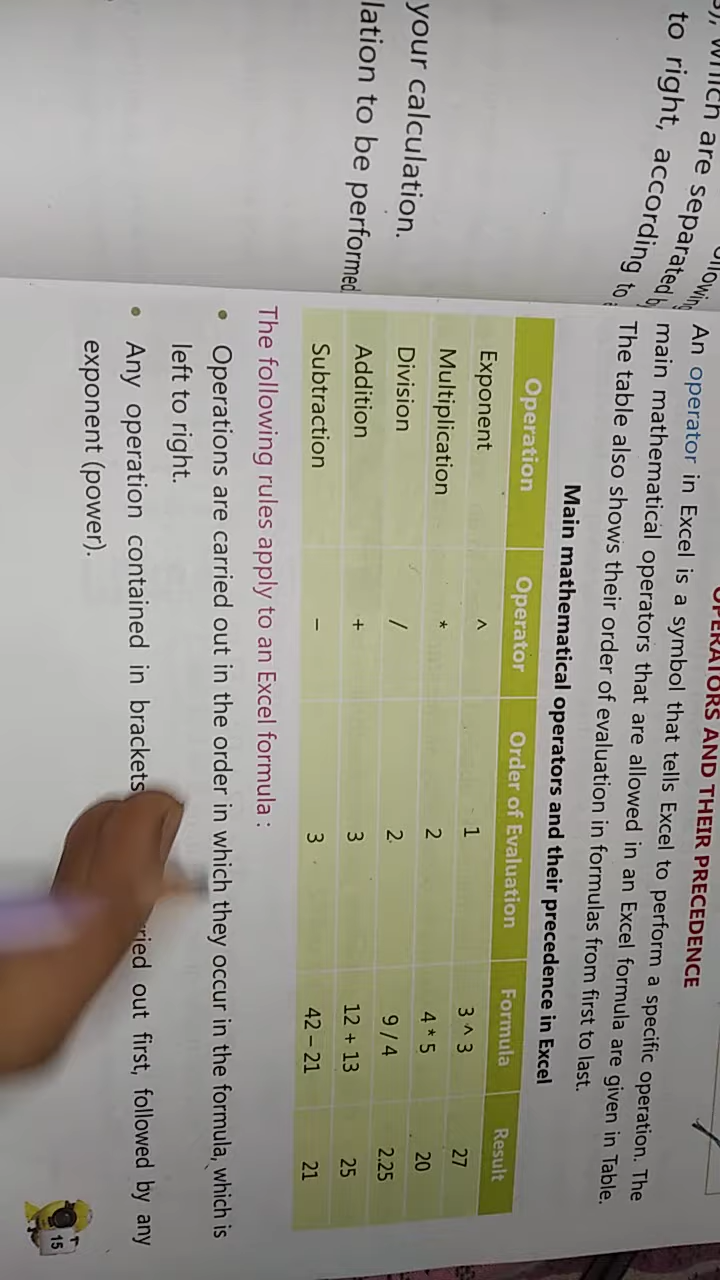 which are separated
to right, according to
your calculation.
lation to be performed
OPERATORS AND THEIR PRECEDENCE
An operator in Excel is a symbol that tells Excel to perform a specific operation. The
main mathematical operators that are allowed in an Excel formula are given in Table.
The table also shows their order of evaluation in formulas from first to last.
Main mathematical operators and their precedence in Excel
Operation Operator Order of Evaluation Formula Result
Exponent ^ 1 3 ^ 3 27
Multiplication * 2 4 * 5 20
Division / 2 9 / 4 2.25
Addition + 3 12 + 13 25
Subtraction – 3 42 – 21 21
The following rules apply to an Excel formula :
• Operations are carried out in the order in which they occur in the formula, which is
left to right.
• Any operation contained in brackets out first, followed by any
exponent (power).
15